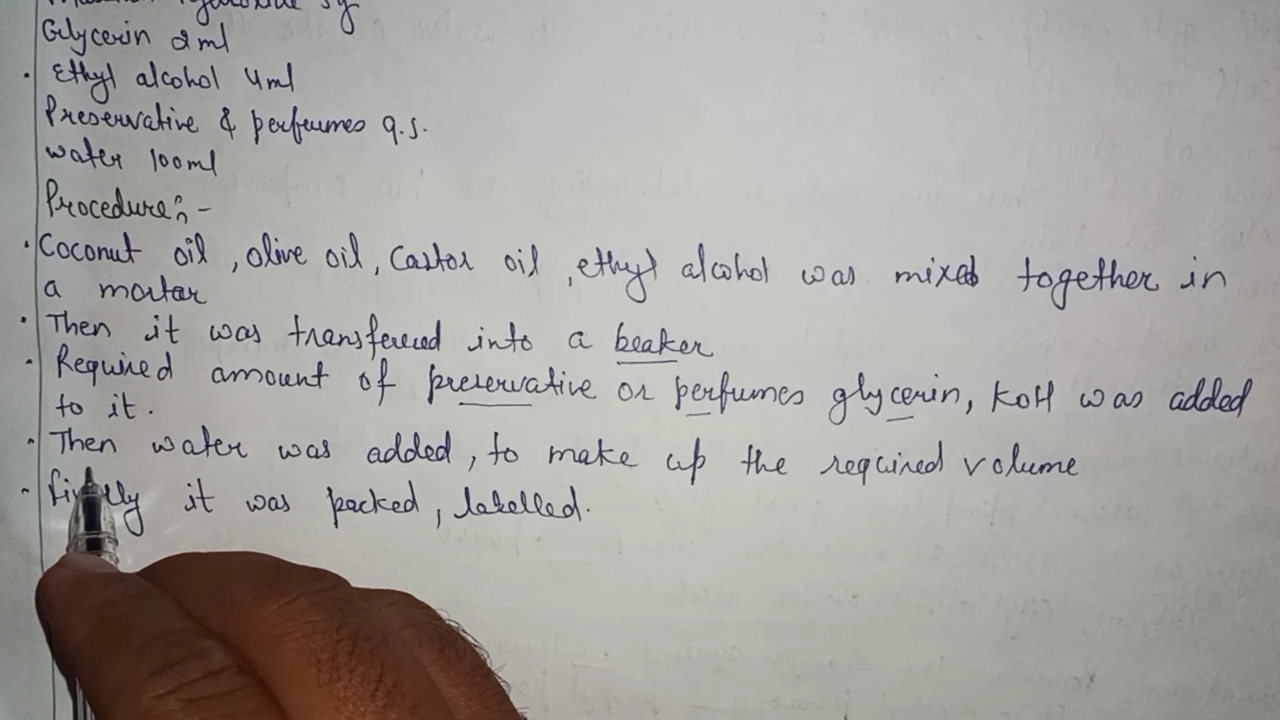 Glycerin 2ml
· Ethyl alcohol 4ml
Preservative & perfeumes q.s.
water 100ml
Procedure:-
· Coconut oil, olive oil, Castor oil, ethyl alcohol was mixed together in
a mortar
· Then it was transfereed into a beaker
· Required amount of preservative or perfumes glycerin, KOH was added
to it.
· Then water was added, to make up the required volume
· it was packed, labelled.